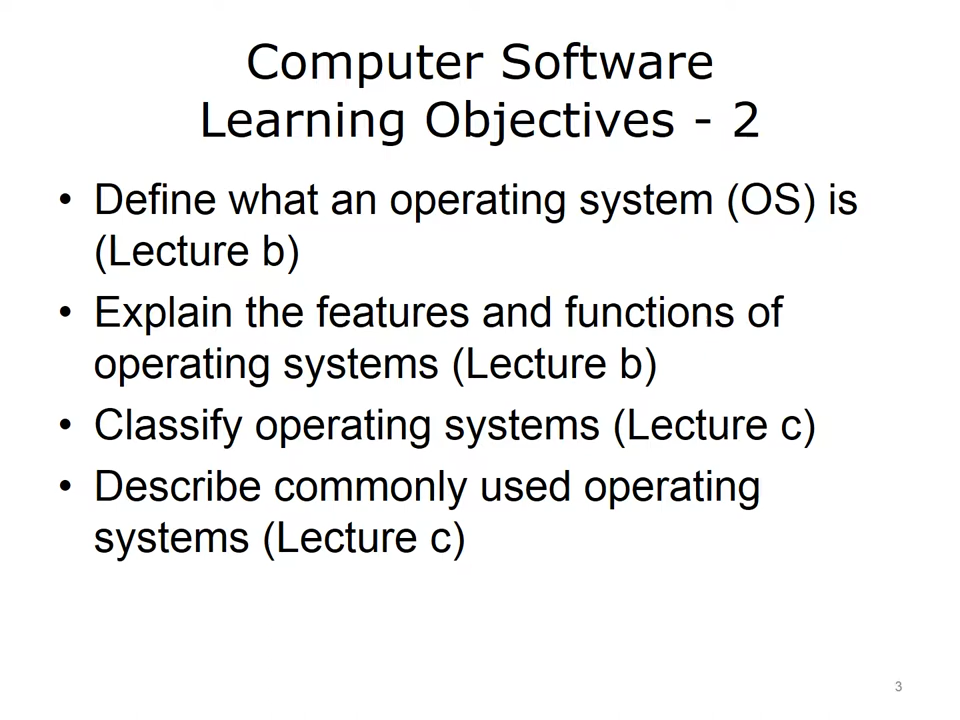 Computer Software
Learning Objectives - 2
• Define what an operating system (OS) is
(Lecture b)
• Explain the features and functions of
operating systems (Lecture b)
• Classify operating systems (Lecture c)
• Describe commonly used operating
systems (Lecture c)
3